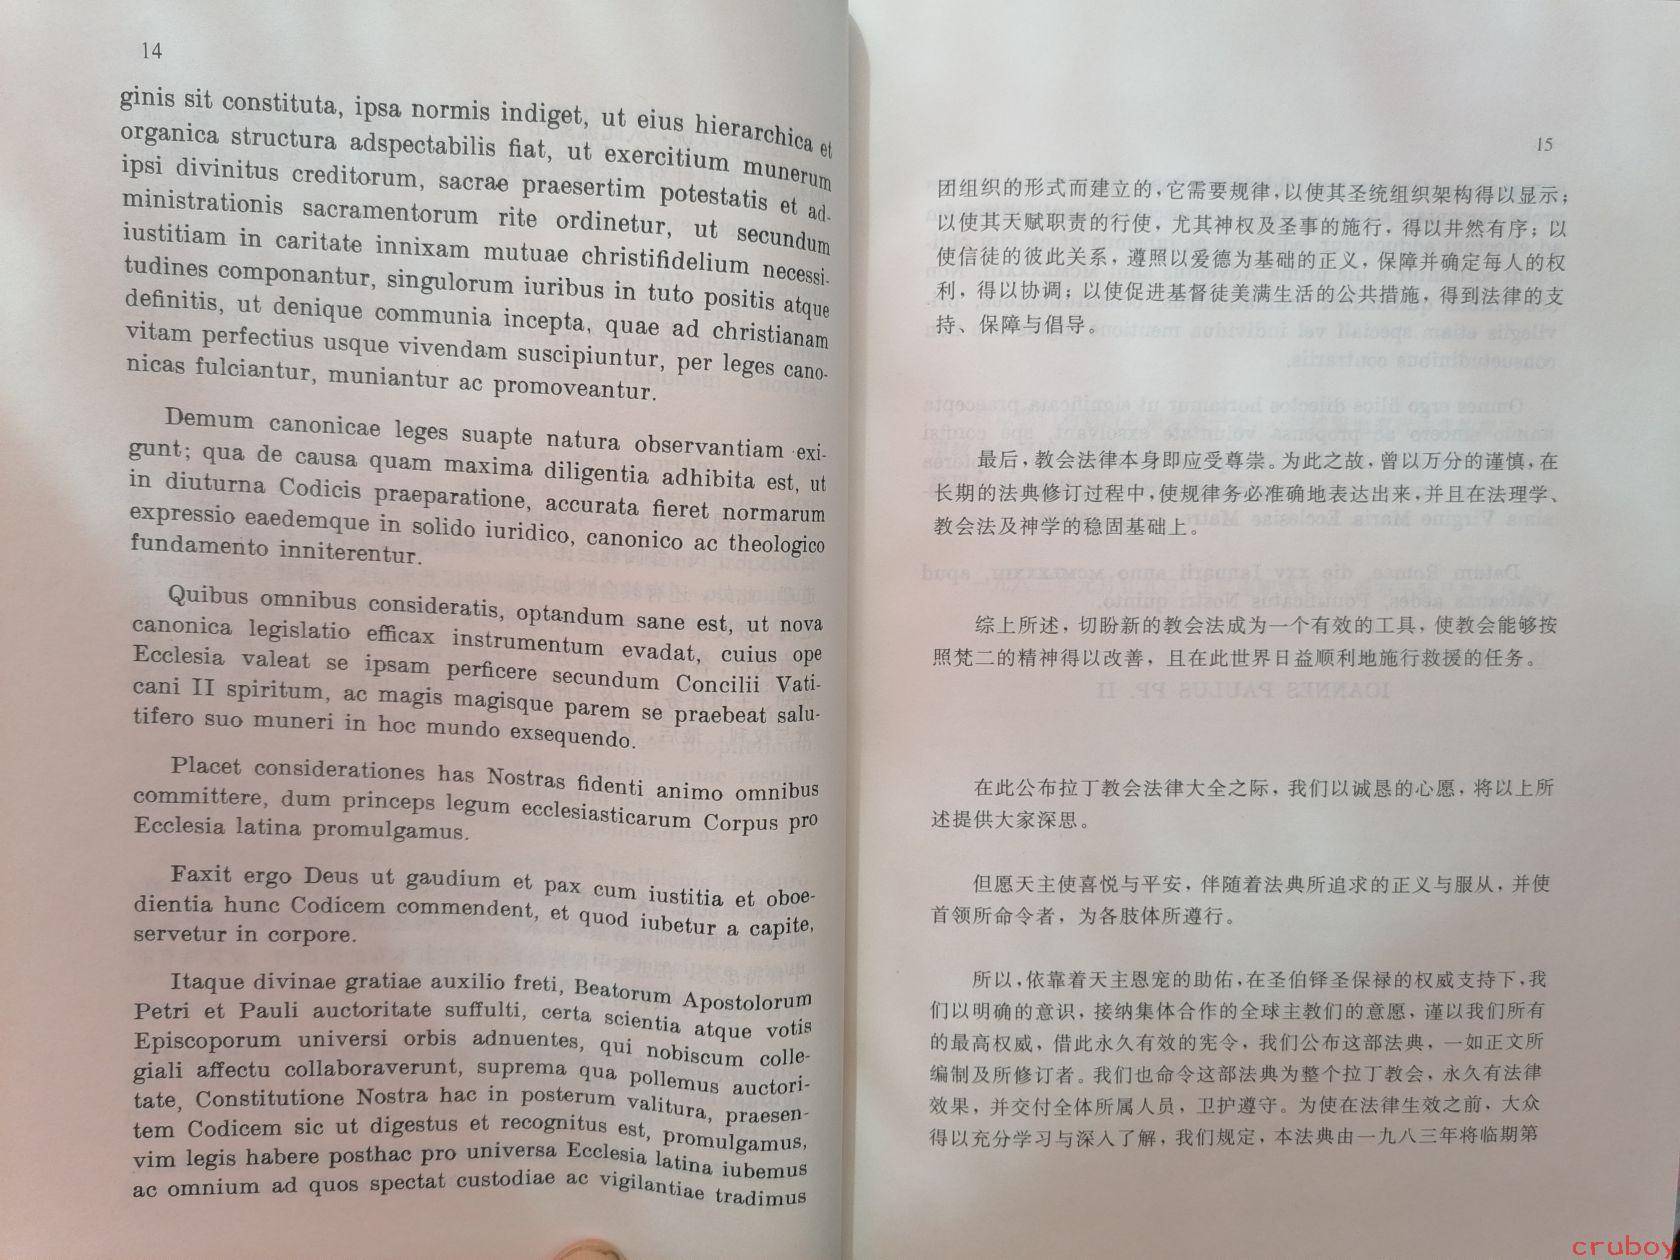 14
ginis sit constituta, ipsa normis indiget, ut eius hierarchica et
organica structura adspectabilis fiat, ut exercitium munerum
ipsi divinitus creditorum, sacrae praesertim potestatis et ad-
ministrationis sacramentorum rite ordinetur, ut secundum
iustitiam in caritate innixam mutuae christifidelium necessi-
tudines componantur, singulorum iuribus in tuto positis atque
definitis, ut denique communia incepta, quae ad christianam
vitam perfectius usque vivendam suscipiuntur, per leges cano-
nicas fulciantur, muniantur ac promoveantur.
Demum canonicae leges suapte natura observantiam exi-
gunt; qua de causa quam maxima diligentia adhibita est, ut
in diuturna Codicis praeparatione, accurata fieret normarum
expressio eaedemque in solido iuridico, canonico ac theologico
fundamento inniterentur.
Quibus omnibus consideratis, optandum sane est, ut nova
canonica legislatio efficax instrumentum evadat, cuius ope
Ecclesia valeat se ipsam perficere secundum Concilii Vati-
cani II spiritum, ac magis magisque parem se praebeat salu-
tifero suo muneri in hoc mundo exsequendo.
Placet considerationes has Nostras fidenti animo omnibus
committere, dum princeps legum ecclesiasticarum Corpus pro
Ecclesia latina promulgamus.
Faxit ergo Deus ut gaudium et pax cum iustitia et oboe-
dientia hunc Codicem commendent, et quod iubetur a capite,
servetur in corpore.
Itaque divinae gratiae auxilio freti, Beatorum Apostolorum
Petri et Pauli auctoritate suffulti, certa scientia atque votis
Episcoporum universi orbis adnuentes, qui nobiscum colle-
giali affectu collaboraverunt, suprema qua pollemus auctori-
tate, Constitutione Nostra hac in posterum valitura, praesen-
tem Codicem sic ut digestus et recognitus est, promulgamus,
vim legis habere posthac pro universa Ecclesia latina iubemus
ac omnium ad quos spectat custodiae ac vigilantiae tradimus
15
团组织的形式而建立的，它需要规律，以使其圣统组织架构得以显示；
以使其天赋职责的行使，尤其神权及圣事的施行，得以井然有序；以
使信徒的彼此关系，遵照以爱德为基础的正义，保障并确定每人的权
利，得以协调；以使促进基督徒美满生活的公共措施，得到法律的支
持、保障与倡导。
最后，教会法律本身即应受尊崇。为此之故，曾以万分的谨慎，在
长期的法典修订过程中，使规律务必准确地表达出来，并且在法理学、
教会法及神学的稳固基础上。
综上所述，切盼新的教会法成为一个有效的工具，使教会能够按
照梵二的精神得以改善，且在此世界日益顺利地施行救援的任务。
在此公布拉丁教会法律大全之际，我们以诚恳的心愿，将以上所
述提供大家深思。
但愿天主使喜悦与平安，伴随着法典所追求的正义与服从，并使
首领所命令者，为各肢体所遵行。
所以，依靠着天主恩宠的助佑，在圣伯铎圣保禄的权威支持下，我
们以明确的意识，接纳集体合作的全球主教们的意愿，谨以我们所有
的最高权威，借此永久有效的宪令，我们公布这部法典，一如正文所
编制及所修订者。我们也命令这部法典为整个拉丁教会，永久有法律
效果，并交付全体所属人员，卫护遵守。为使在法律生效之前，大众
得以充分学习与深入了解，我们规定，本法典由一九八三年将临期第
cruboy